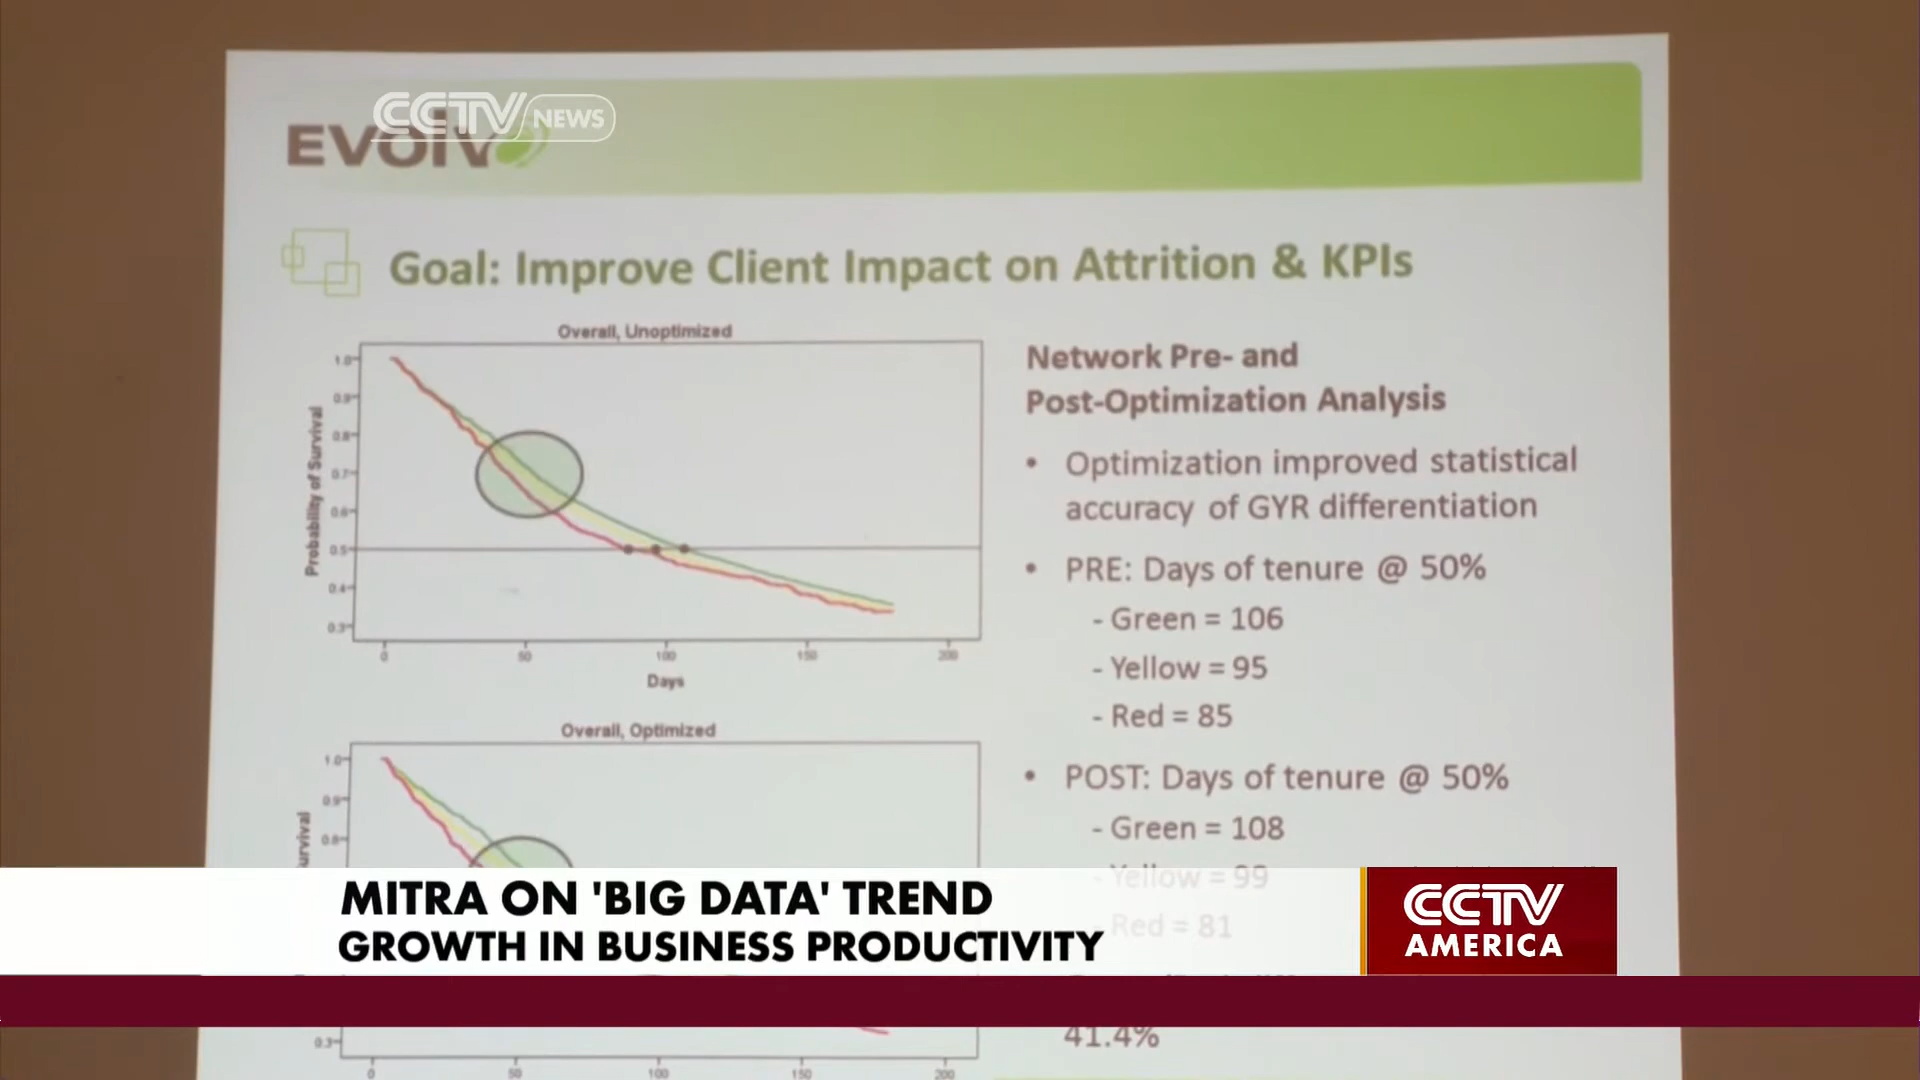 CCTV NEWS
EVOLV
Goal: Improve Client Impact on Attrition & KPIs
Overall, Unoptimized
1.0
0.9
0.8
0.7
0.6
0.5
0.4
0.3
Probability of Survival
0 50 100 150 200
Days
Network Pre- and
Post-Optimization Analysis
• Optimization improved statistical
accuracy of GYR differentiation
• PRE: Days of tenure @ 50%
- Green = 106
- Yellow = 95
- Red = 85
• POST: Days of tenure @ 50%
- Green = 108
- Yellow = 99
- Red = 81
41.4%
Overall, Optimized
1.0
0.9
0.8
0.3
0 50 100 150 200
MITRA ON 'BIG DATA' TREND
GROWTH IN BUSINESS PRODUCTIVITY
CCTV
AMERICA